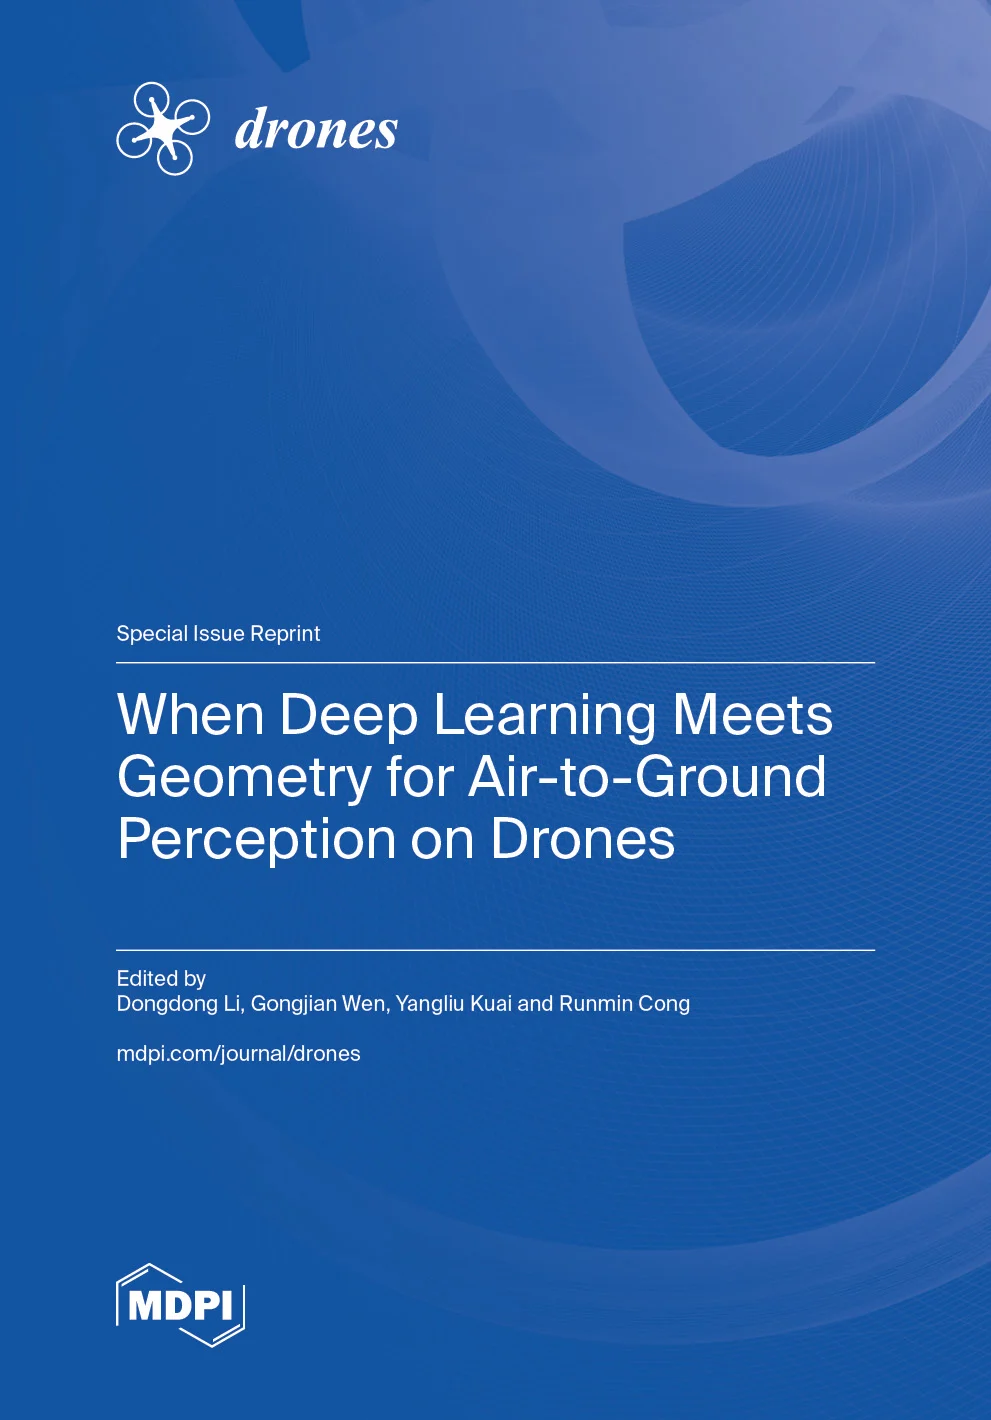 drones
Special Issue Reprint
When Deep Learning Meets
Geometry for Air-to-Ground
Perception on Drones
Edited by
Dongdong Li, Gongjian Wen, Yangliu Kuai and Runmin Cong
mdpi.com/journal/drones
MDPI